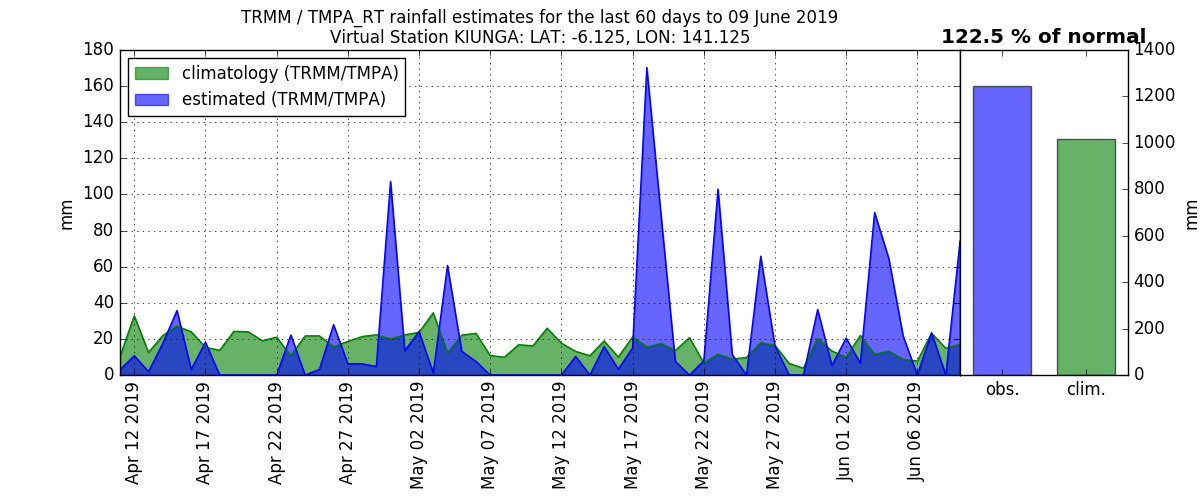 TRMM / TMPA_RT rainfall estimates for the last 60 days to 09 June 2019
Virtual Station KIUNGA: LAT: -6.125, LON: 141.125
122.5 % of normal
climatology (TRMM/TMPA)
estimated (TRMM/TMPA)
mm
180
160
140
120
100
80
60
40
20
0
Apr 12 2019
Apr 17 2019
Apr 22 2019
Apr 27 2019
May 02 2019
May 07 2019
May 12 2019
May 17 2019
May 22 2019
May 27 2019
Jun 01 2019
Jun 06 2019
obs.
clim.
1400
1200
1000
800
600
400
200
0
mm